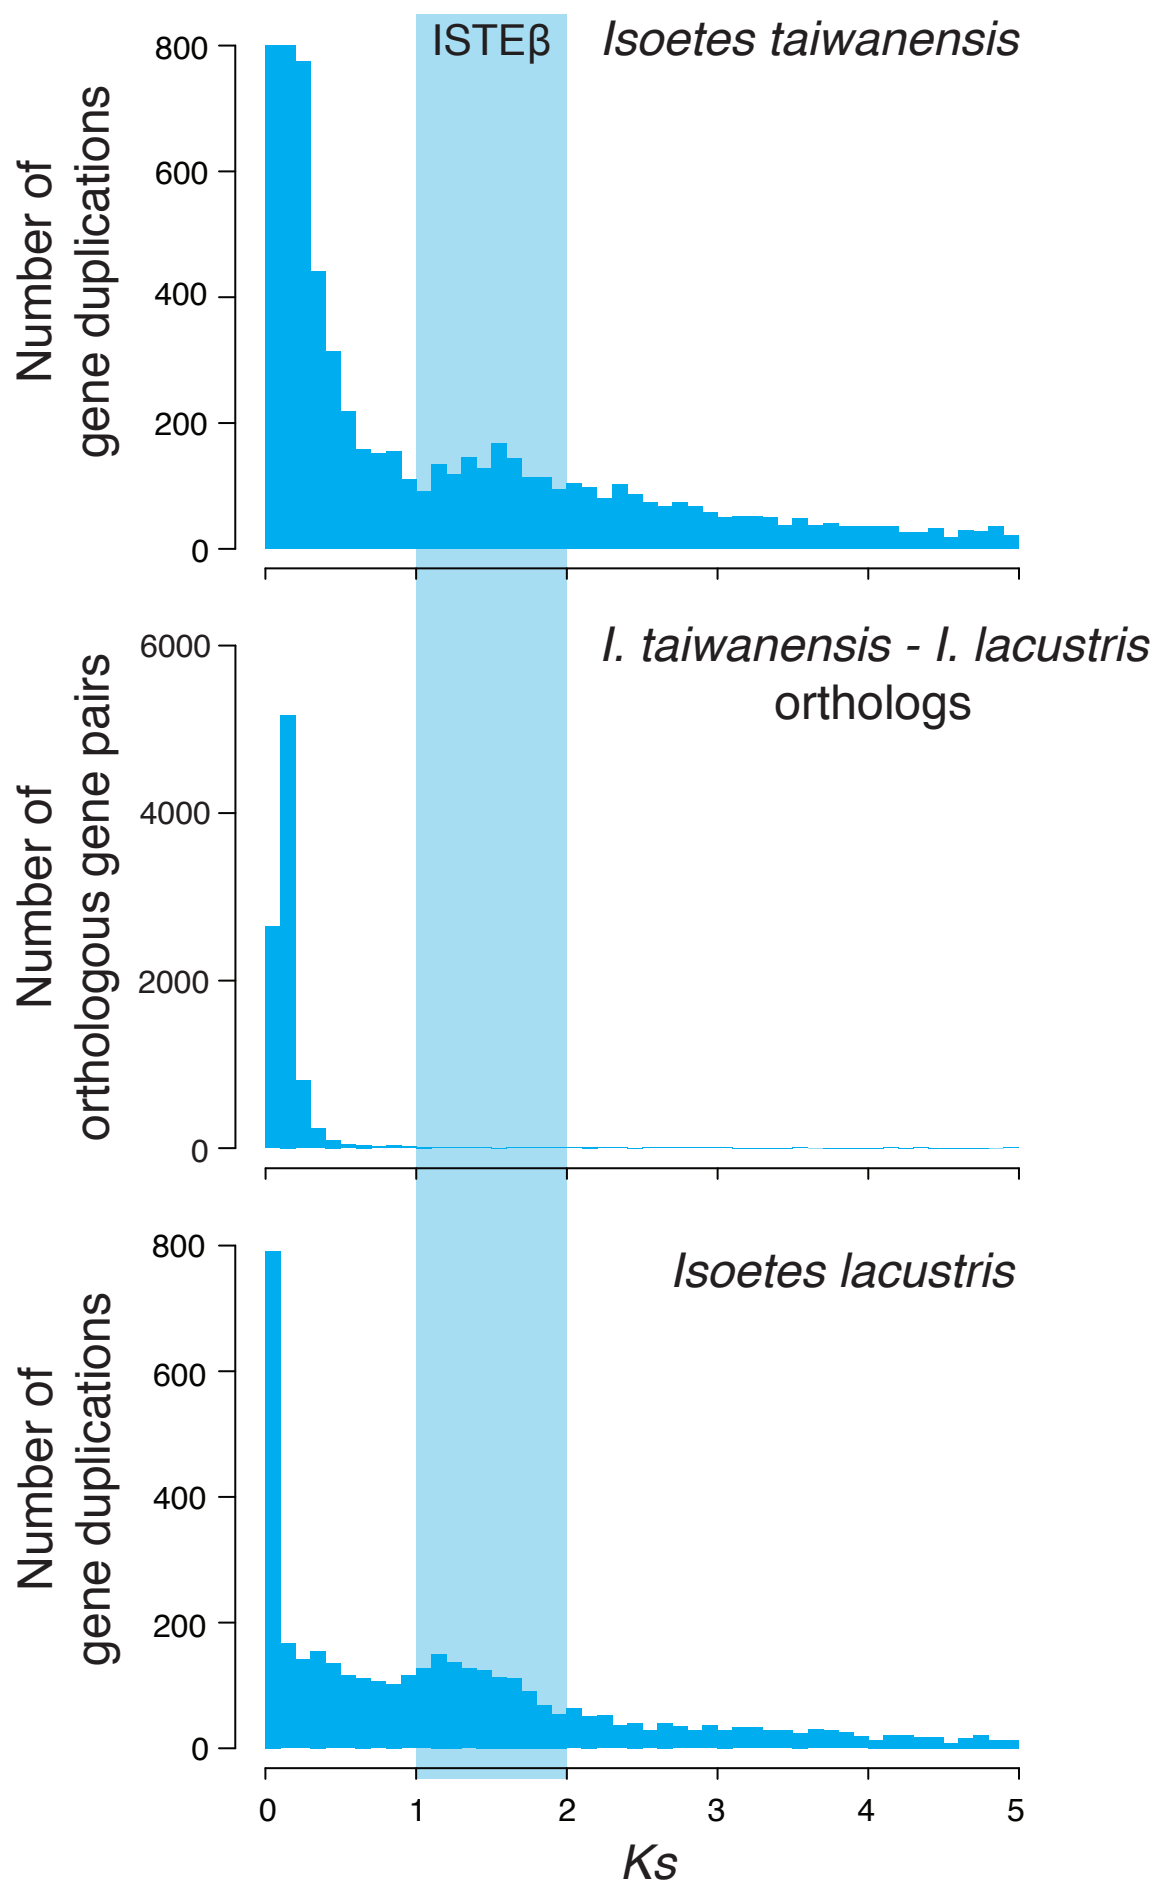 ISTEβ
Isoetes taiwanensis
Number of
gene duplications
800
600
400
200
0
I. taiwanensis - I. lacustris
orthologs
Number of
orthologous gene pairs
6000
4000
2000
0
Isoetes lacustris
Number of
gene duplications
800
600
400
200
0
0 1 2 3 4 5
Ks